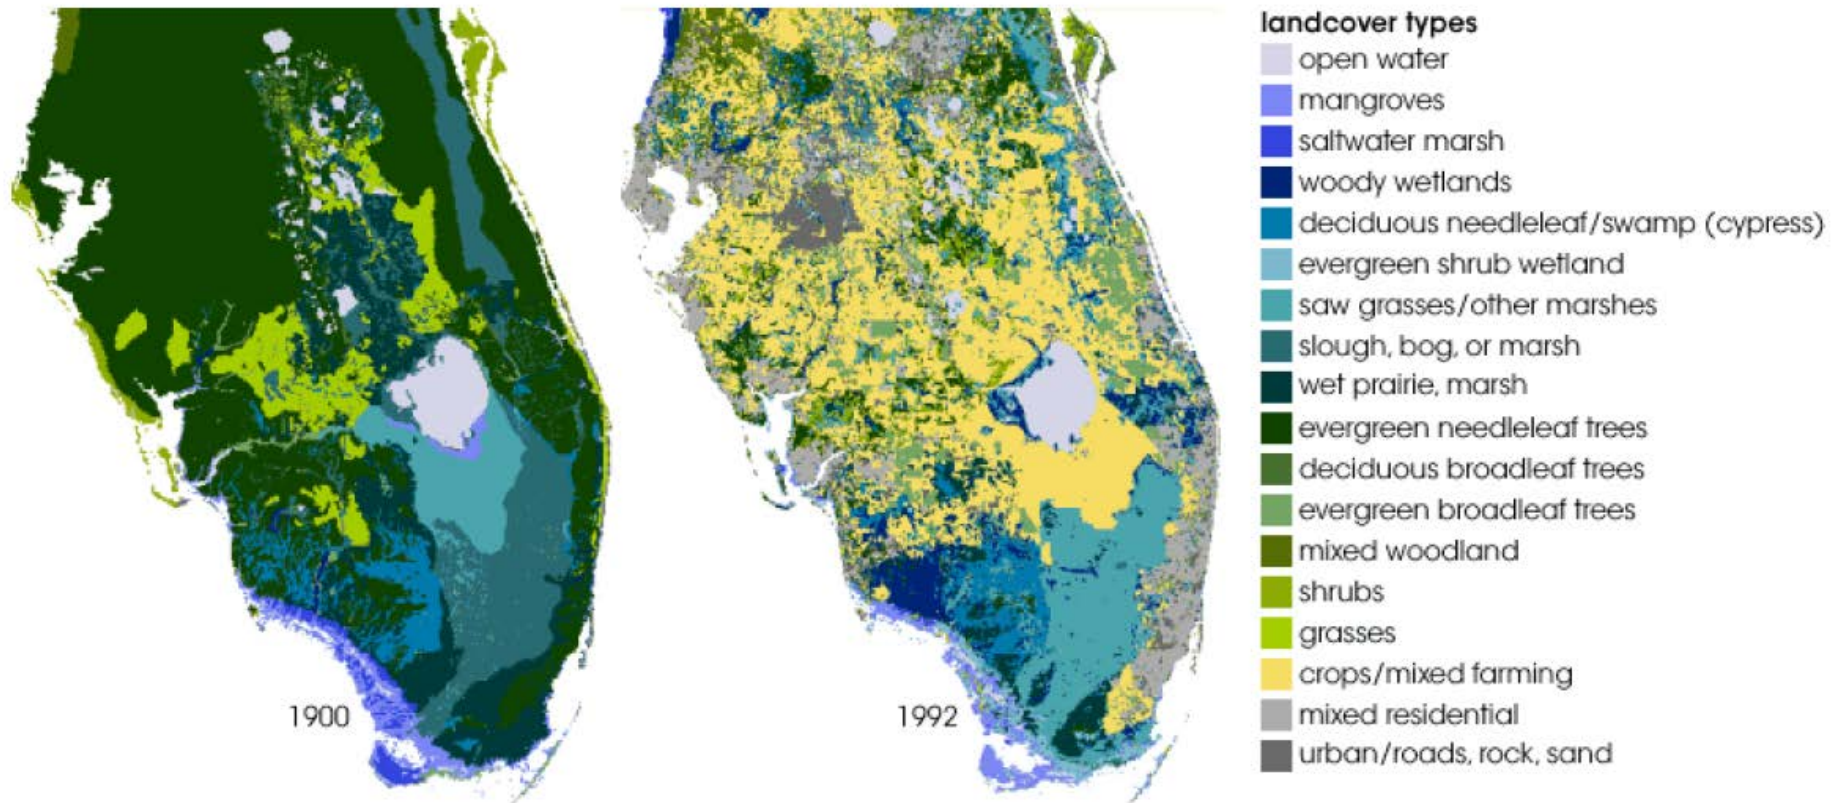 1900
1992
landcover types
open water
mangroves
saltwater marsh
woody wetlands
deciduous needleleaf/swamp (cypress)
evergreen shrub wetland
saw grasses/other marshes
slough, bog, or marsh
wet prairie, marsh
evergreen needleleaf trees
deciduous broadleaf trees
evergreen broadleaf trees
mixed woodland
shrubs
grasses
crops/mixed farming
mixed residential
urban/roads, rock, sand